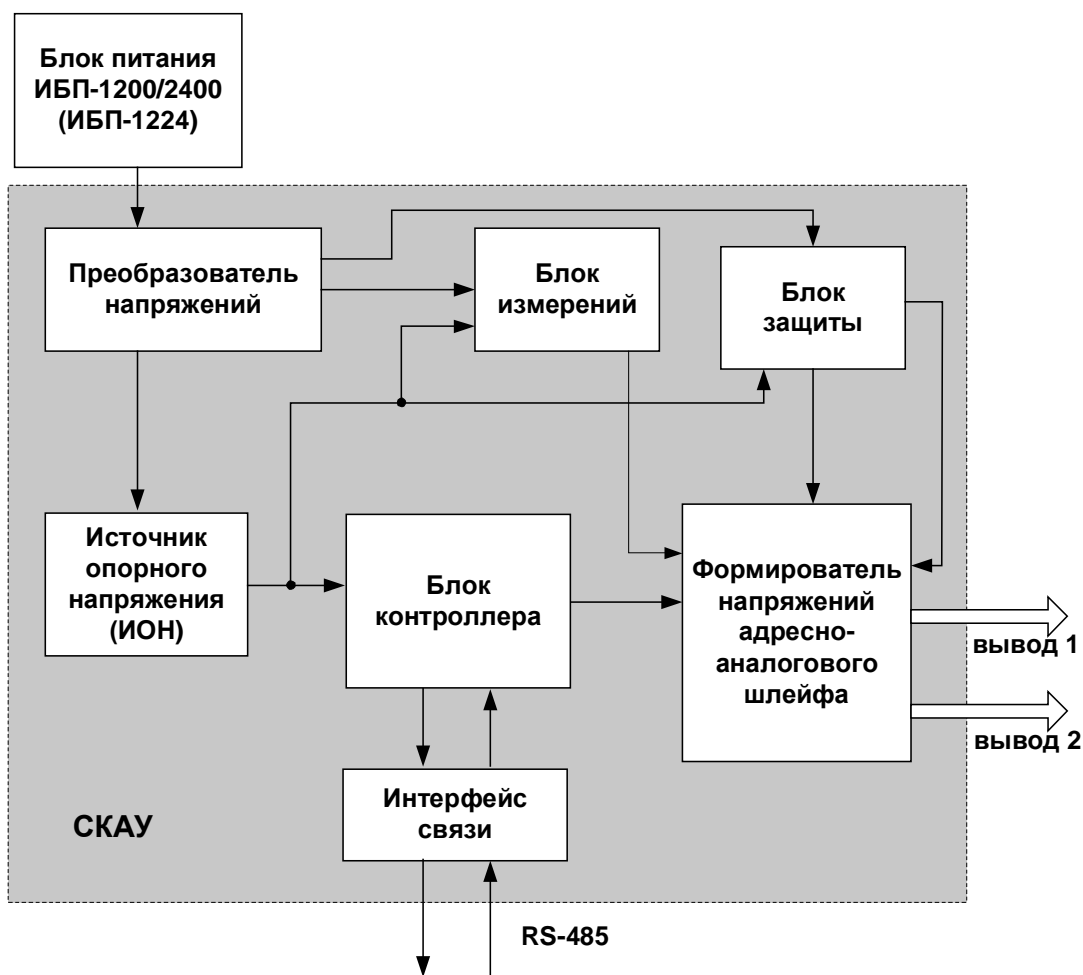 Блок питания
ИБП-1200/2400
(ИБП-1224)
Преобразователь
напряжений
Блок
измерений
Блок
защиты
Источник
опорного
напряжения
(ИОН)
Блок
контроллера
Формирователь
напряжений
адресно-
аналогового
шлейфа
вывод 1
вывод 2
Интерфейс
связи
СКАУ
RS-485